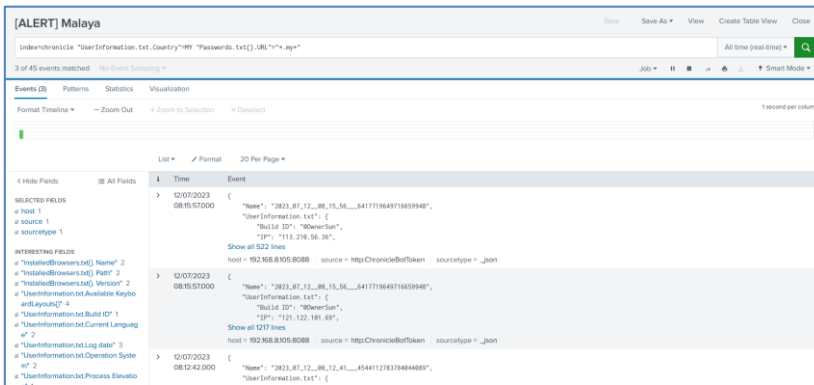 [ALERT] Malaya
Save Save As ▾ View Create Table View Close
index=chronicle "UserInformation.txt.Country"=MY "Passwords.txt{}.URL"="*.my*"
All time (real-time) ▾
3 of 45 events matched No Event Sampling ▾
Job ▾ Smart Mode ▾
Events (3) Patterns Statistics Visualization
Format Timeline ▾ — Zoom Out + Zoom to Selection × Deselect
1 second per column
List ▾ Format 20 Per Page ▾
< Hide Fields All Fields
i Time Event
SELECTED FIELDS
a host 1
a source 1
a sourcetype 1
INTERESTING FIELDS
a "InstalledBrowsers.txt{}. Name" 2
a "InstalledBrowsers.txt{}. Path" 2
a "InstalledBrowsers.txt{}. Version" 2
a "UserInformation.txt.Available Keybo
ardLayouts{}" 4
a "UserInformation.txt.Build ID" 1
a "UserInformation.txt.Current Languag
e" 2
a "UserInformation.txt.Log date" 3
a "UserInformation.txt.Operation Syste
m" 2
a "UserInformation.txt.Process Elevatio
> 12/07/2023 {
08:15:57.000 "Name": "2023_07_12__08_15_56___6417719649716659948",
"UserInformation.txt": {
"Build ID": "@OwnerSun",
"IP": "113.210.56.36",
Show all 522 lines
host = 192.168.8.105:8088 source = http:ChronicleBotToken sourcetype = _json
> 12/07/2023 {
08:15:57.000 "Name": "2023_07_12__08_15_56___6417719649716659948",
"UserInformation.txt": {
"Build ID": "@OwnerSun",
"IP": "121.122.101.69",
Show all 1217 lines
host = 192.168.8.105:8088 source = http:ChronicleBotToken sourcetype = _json
> 12/07/2023 {
08:12:42.000 "Name": "2023_07_12__08_12_41___4544112783784044089",
"UserInformation.txt": {